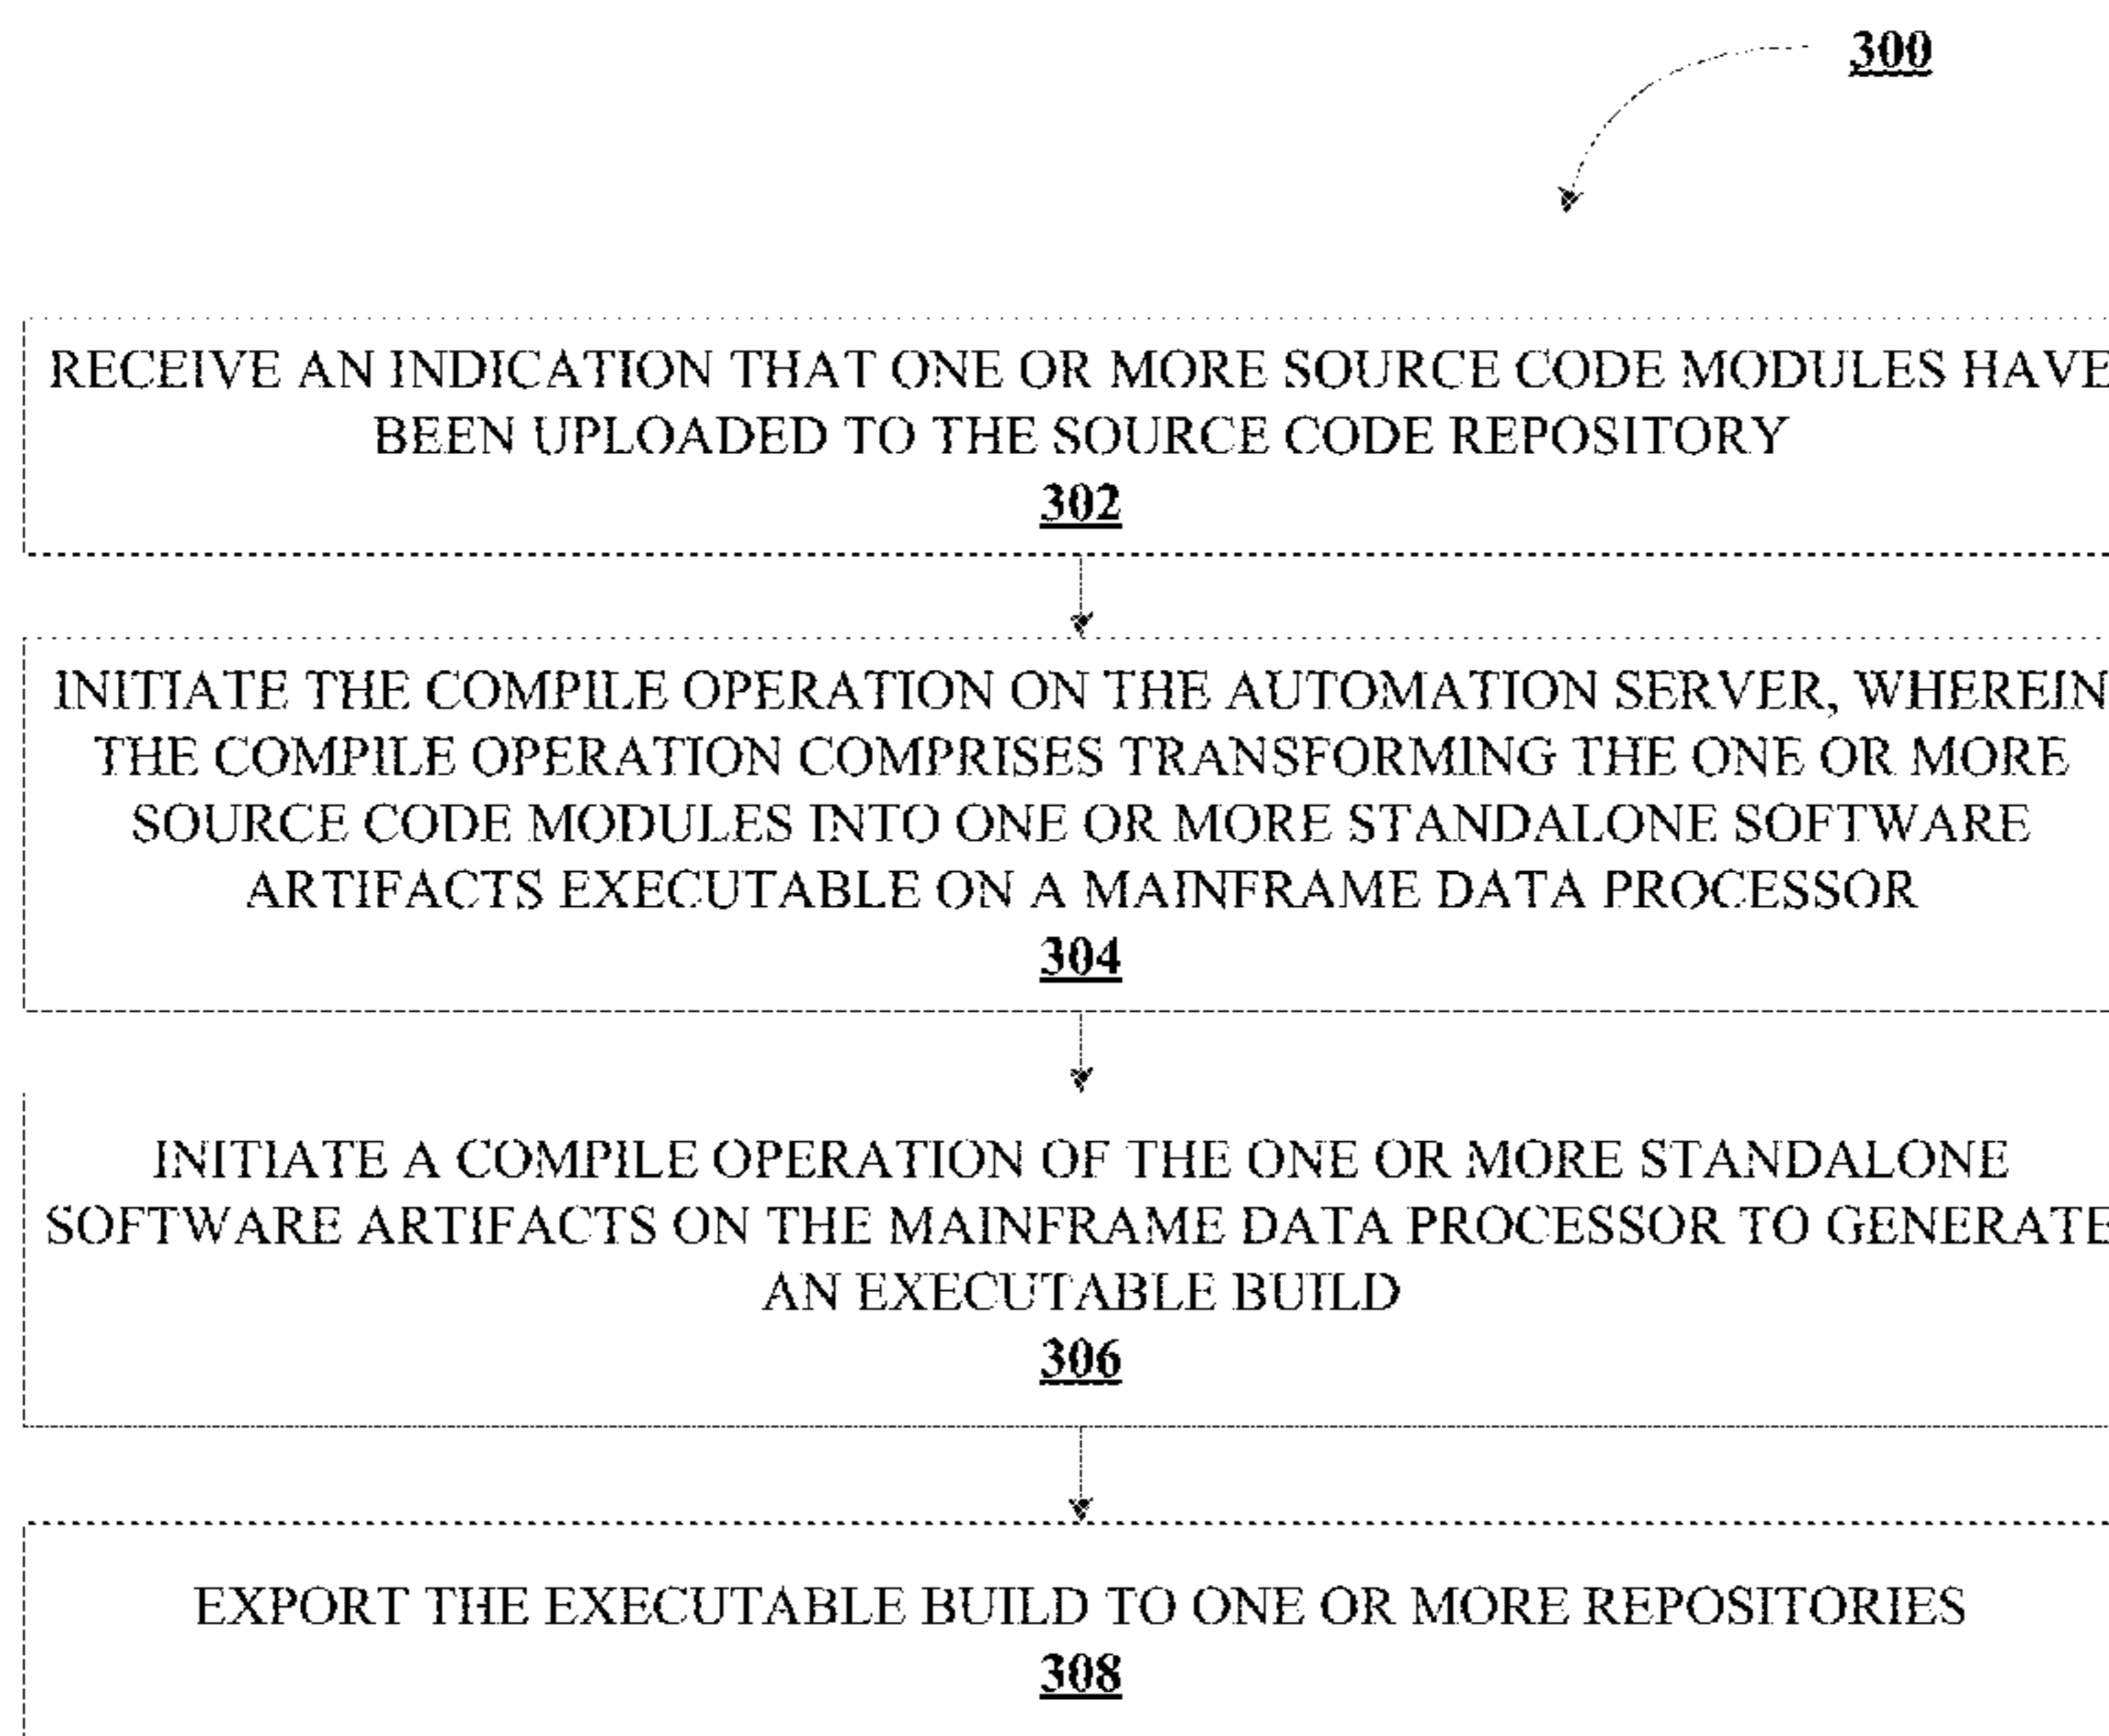 300
RECEIVE AN INDICATION THAT ONE OR MORE SOURCE CODE MODULES HAVE
BEEN UPLOADED TO THE SOURCE CODE REPOSITORY
302
INITIATE THE COMPILE OPERATION ON THE AUTOMATION SERVER, WHEREIN
THE COMPILE OPERATION COMPRISES TRANSFORMING THE ONE OR MORE
SOURCE CODE MODULES INTO ONE OR MORE STANDALONE SOFTWARE
ARTIFACTS EXECUTABLE ON A MAINFRAME DATA PROCESSOR
304
INITIATE A COMPILE OPERATION OF THE ONE OR MORE STANDALONE
SOFTWARE ARTIFACTS ON THE MAINFRAME DATA PROCESSOR TO GENERATE
AN EXECUTABLE BUILD
306
EXPORT THE EXECUTABLE BUILD TO ONE OR MORE REPOSITORIES
308